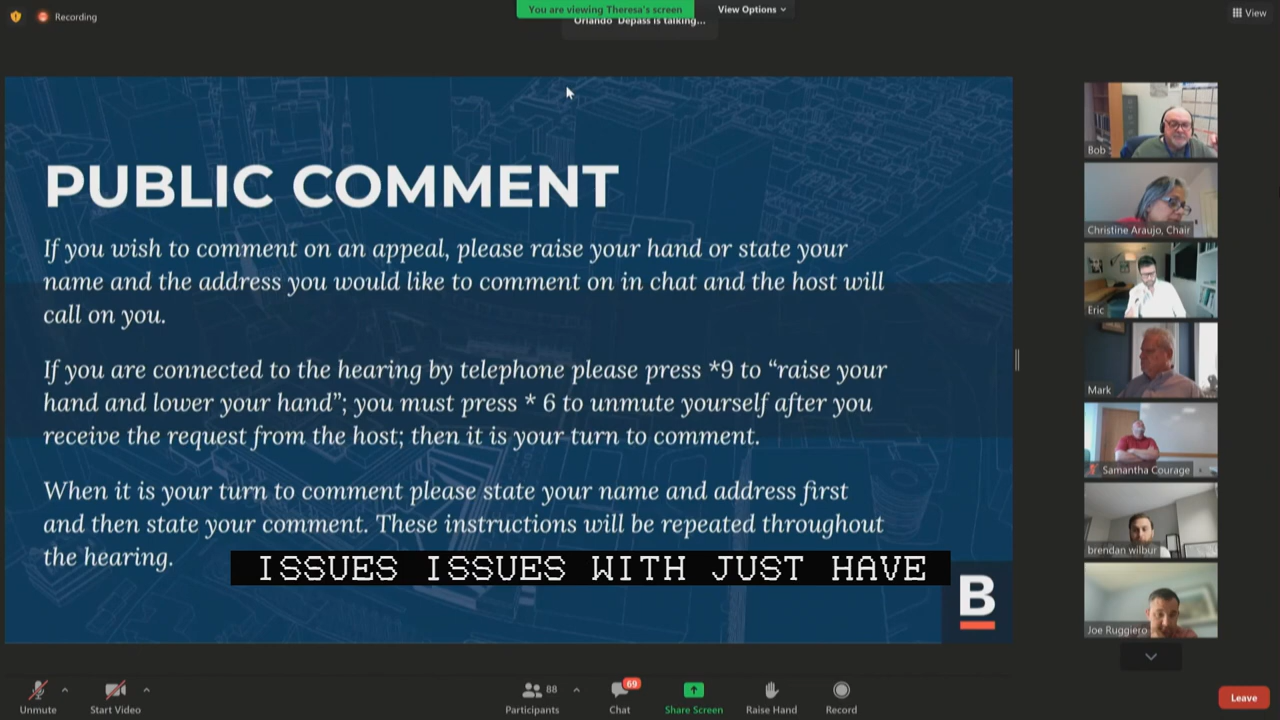 Recording
You are viewing Theresa's screen
View Options
Orlando Depass is talking...
View
PUBLIC COMMENT
If you wish to comment on an appeal, please raise your hand or state your
name and the address you would like to comment on in chat and the host will
call on you.
If you are connected to the hearing by telephone please press *9 to “raise your
hand and lower your hand”; you must press * 6 to unmute yourself after you
receive the request from the host; then it is your turn to comment.
When it is your turn to comment please state your name and address first
and then state your comment. These instructions will be repeated throughout
the hearing.
ISSUES ISSUES WITH JUST HAVE
B
Bob
Christine Araujo, Chair
Eric
Mark
Samantha Courage
brendan wilbur
Joe Ruggiero
Unmute
Start Video
88
Participants
69
Chat
Share Screen
Raise Hand
Record
Leave